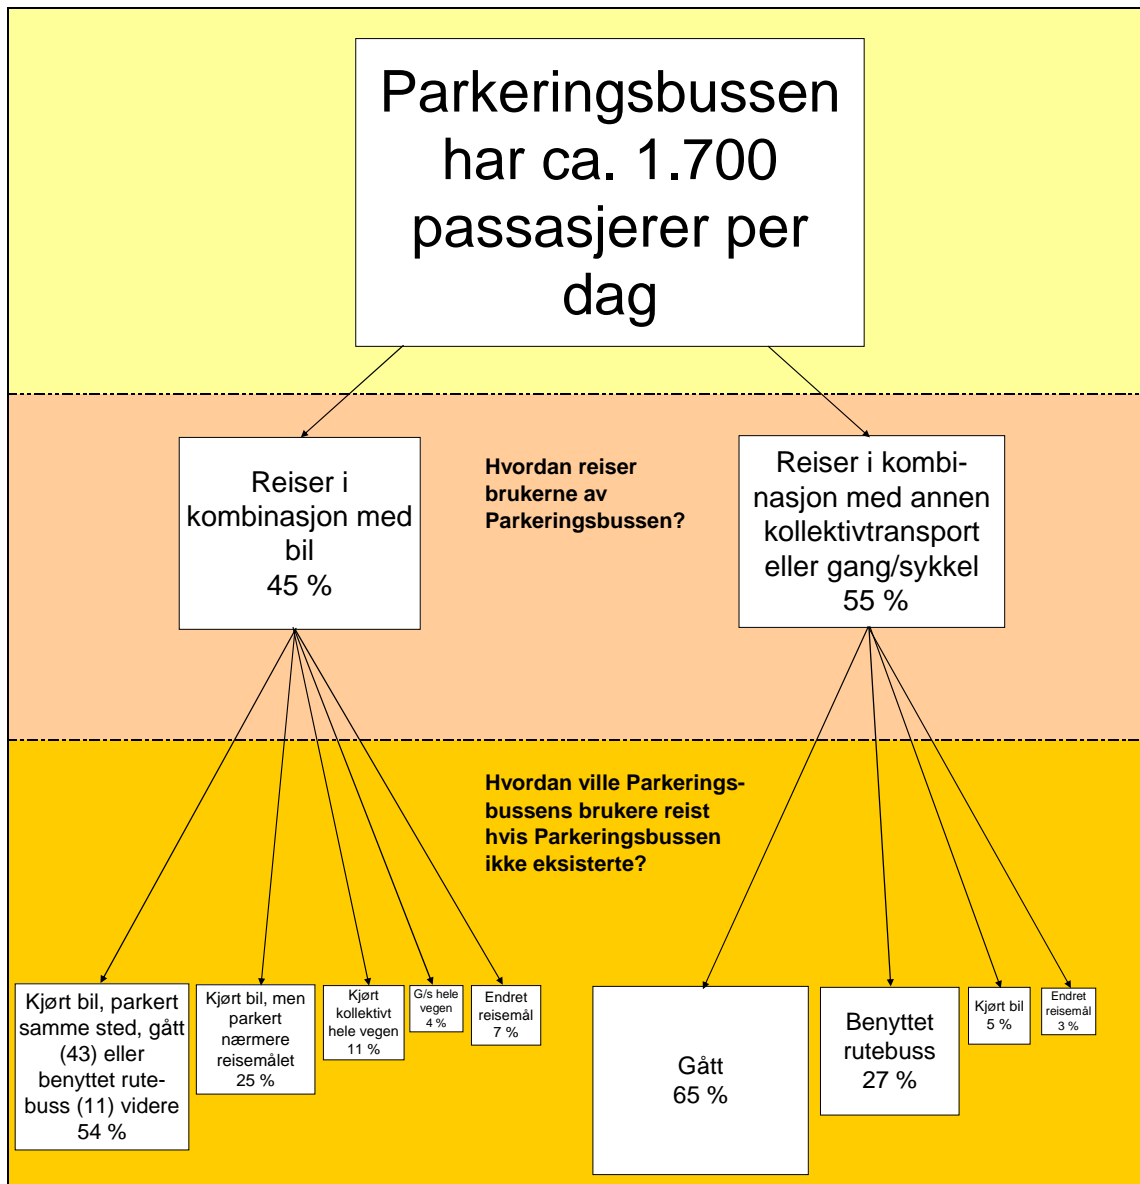 Parkeringsbussen
har ca. 1.700
passasjerer per
dag
Reiser i
kombinasjon med
bil
45 %
Hvordan reiser
brukerne av
Parkeringsbussen?
Reiser i kombi-
nasjon med annen
kollektivtransport
eller gang/sykkel
55 %
Hvordan ville Parkerings-
bussens brukere reist
hvis Parkeringsbussen
ikke eksisterte?
Kjørt bil, parkert
samme sted, gått
(43) eller
benyttet rute-
buss (11) videre
54 %
Kjørt bil, men
parkert
nærmere
reisemålet
25 %
Kjørt
kollektivt
hele vegen
11 %
G/s hele
vegen
4 %
Endret
reisemål
7 %
Gått
65 %
Benyttet
rutebuss
27 %
Kjørt bil
5 %
Endret
reisemål
3 %